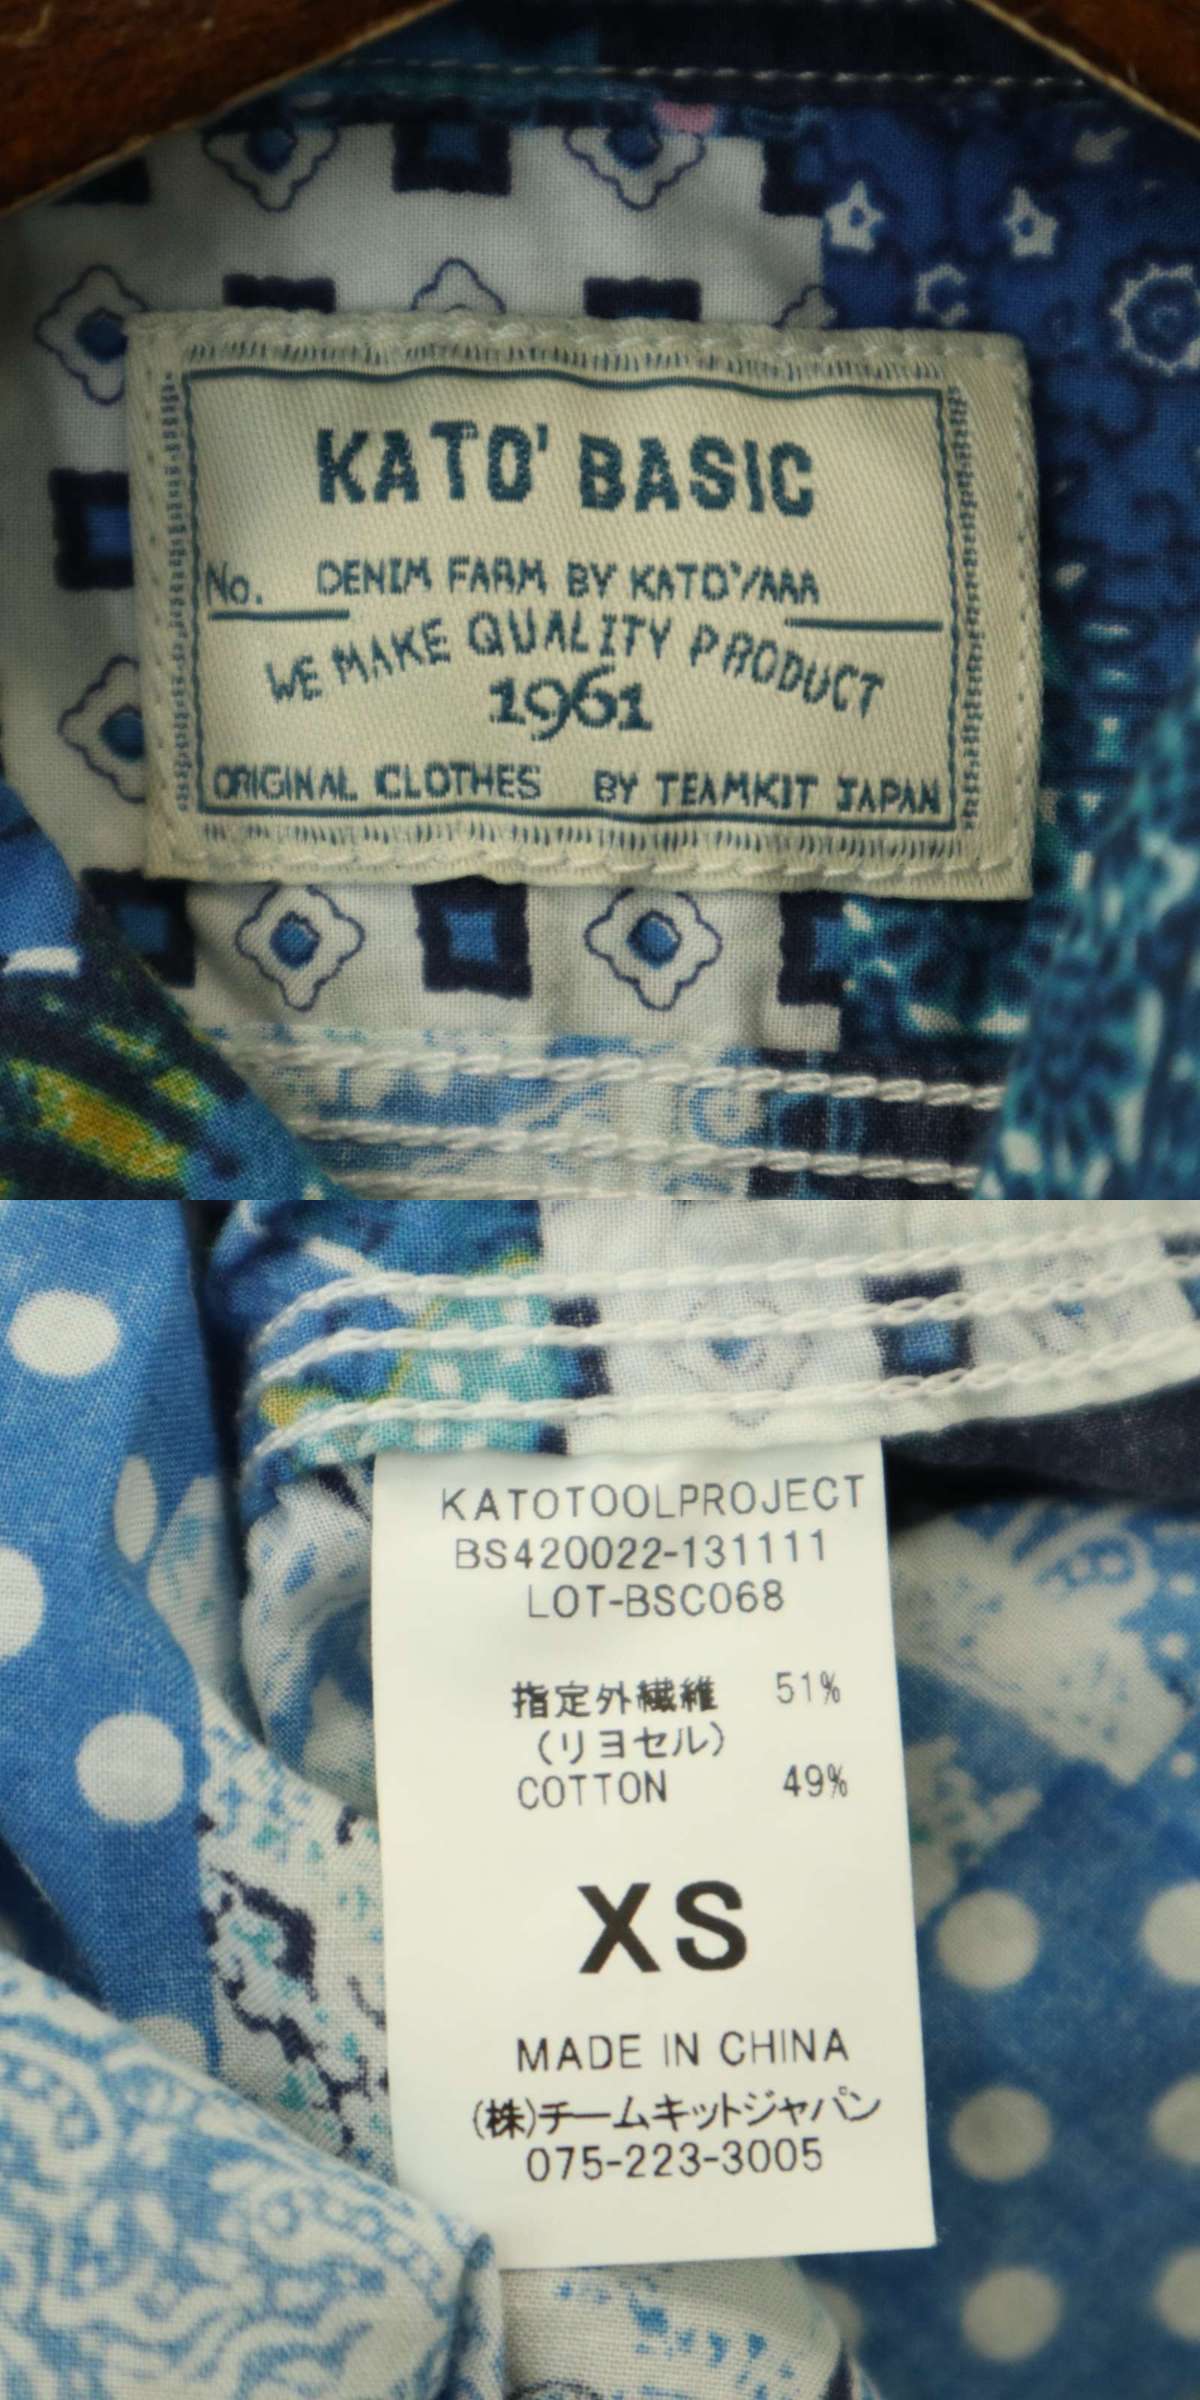 KATO' BASIC
No. DENIM FARM BY KATO'/AAA
WE MAKE QUALITY PRODUCT
1961
ORIGINAL CLOTHES BY TEAMKIT JAPAN
KATOTOOLPROJECT
BS420022-131111
LOT-BSC068
指定外繊維 51%
(リヨセル)
COTTON 49%
XS
MADE IN CHINA
(株)チームキットジャパン
075-223-3005